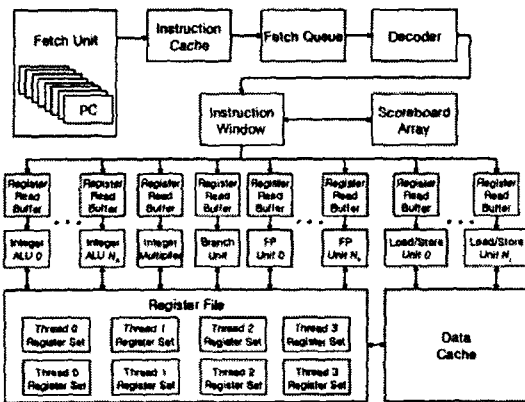 Fetch Unit
PC
Instruction
Cache
Fetch Queue
Decoder
Instruction
Window
Scoreboard
Array
Register
Read
Buffer
Register
Read
Buffer
Register
Read
Buffer
Register
Read
Buffer
Register
Read
Buffer
Register
Read
Buffer
Register
Read
Buffer
Register
Read
Buffer
Integer
ALU 0
Integer
ALU
Integer
Multiplier
Branch
Unit
FP
Unit 0
FP
Unit
Load/Store
Unit 0
Load/Store
Unit
Register File
Thread 0
Register Set
Thread 1
Register Set
Thread 2
Register Set
Thread 3
Register Set
Thread 0
Register Set
Thread 1
Register Set
Thread 2
Register Set
Thread 3
Register Set
Data
Cache